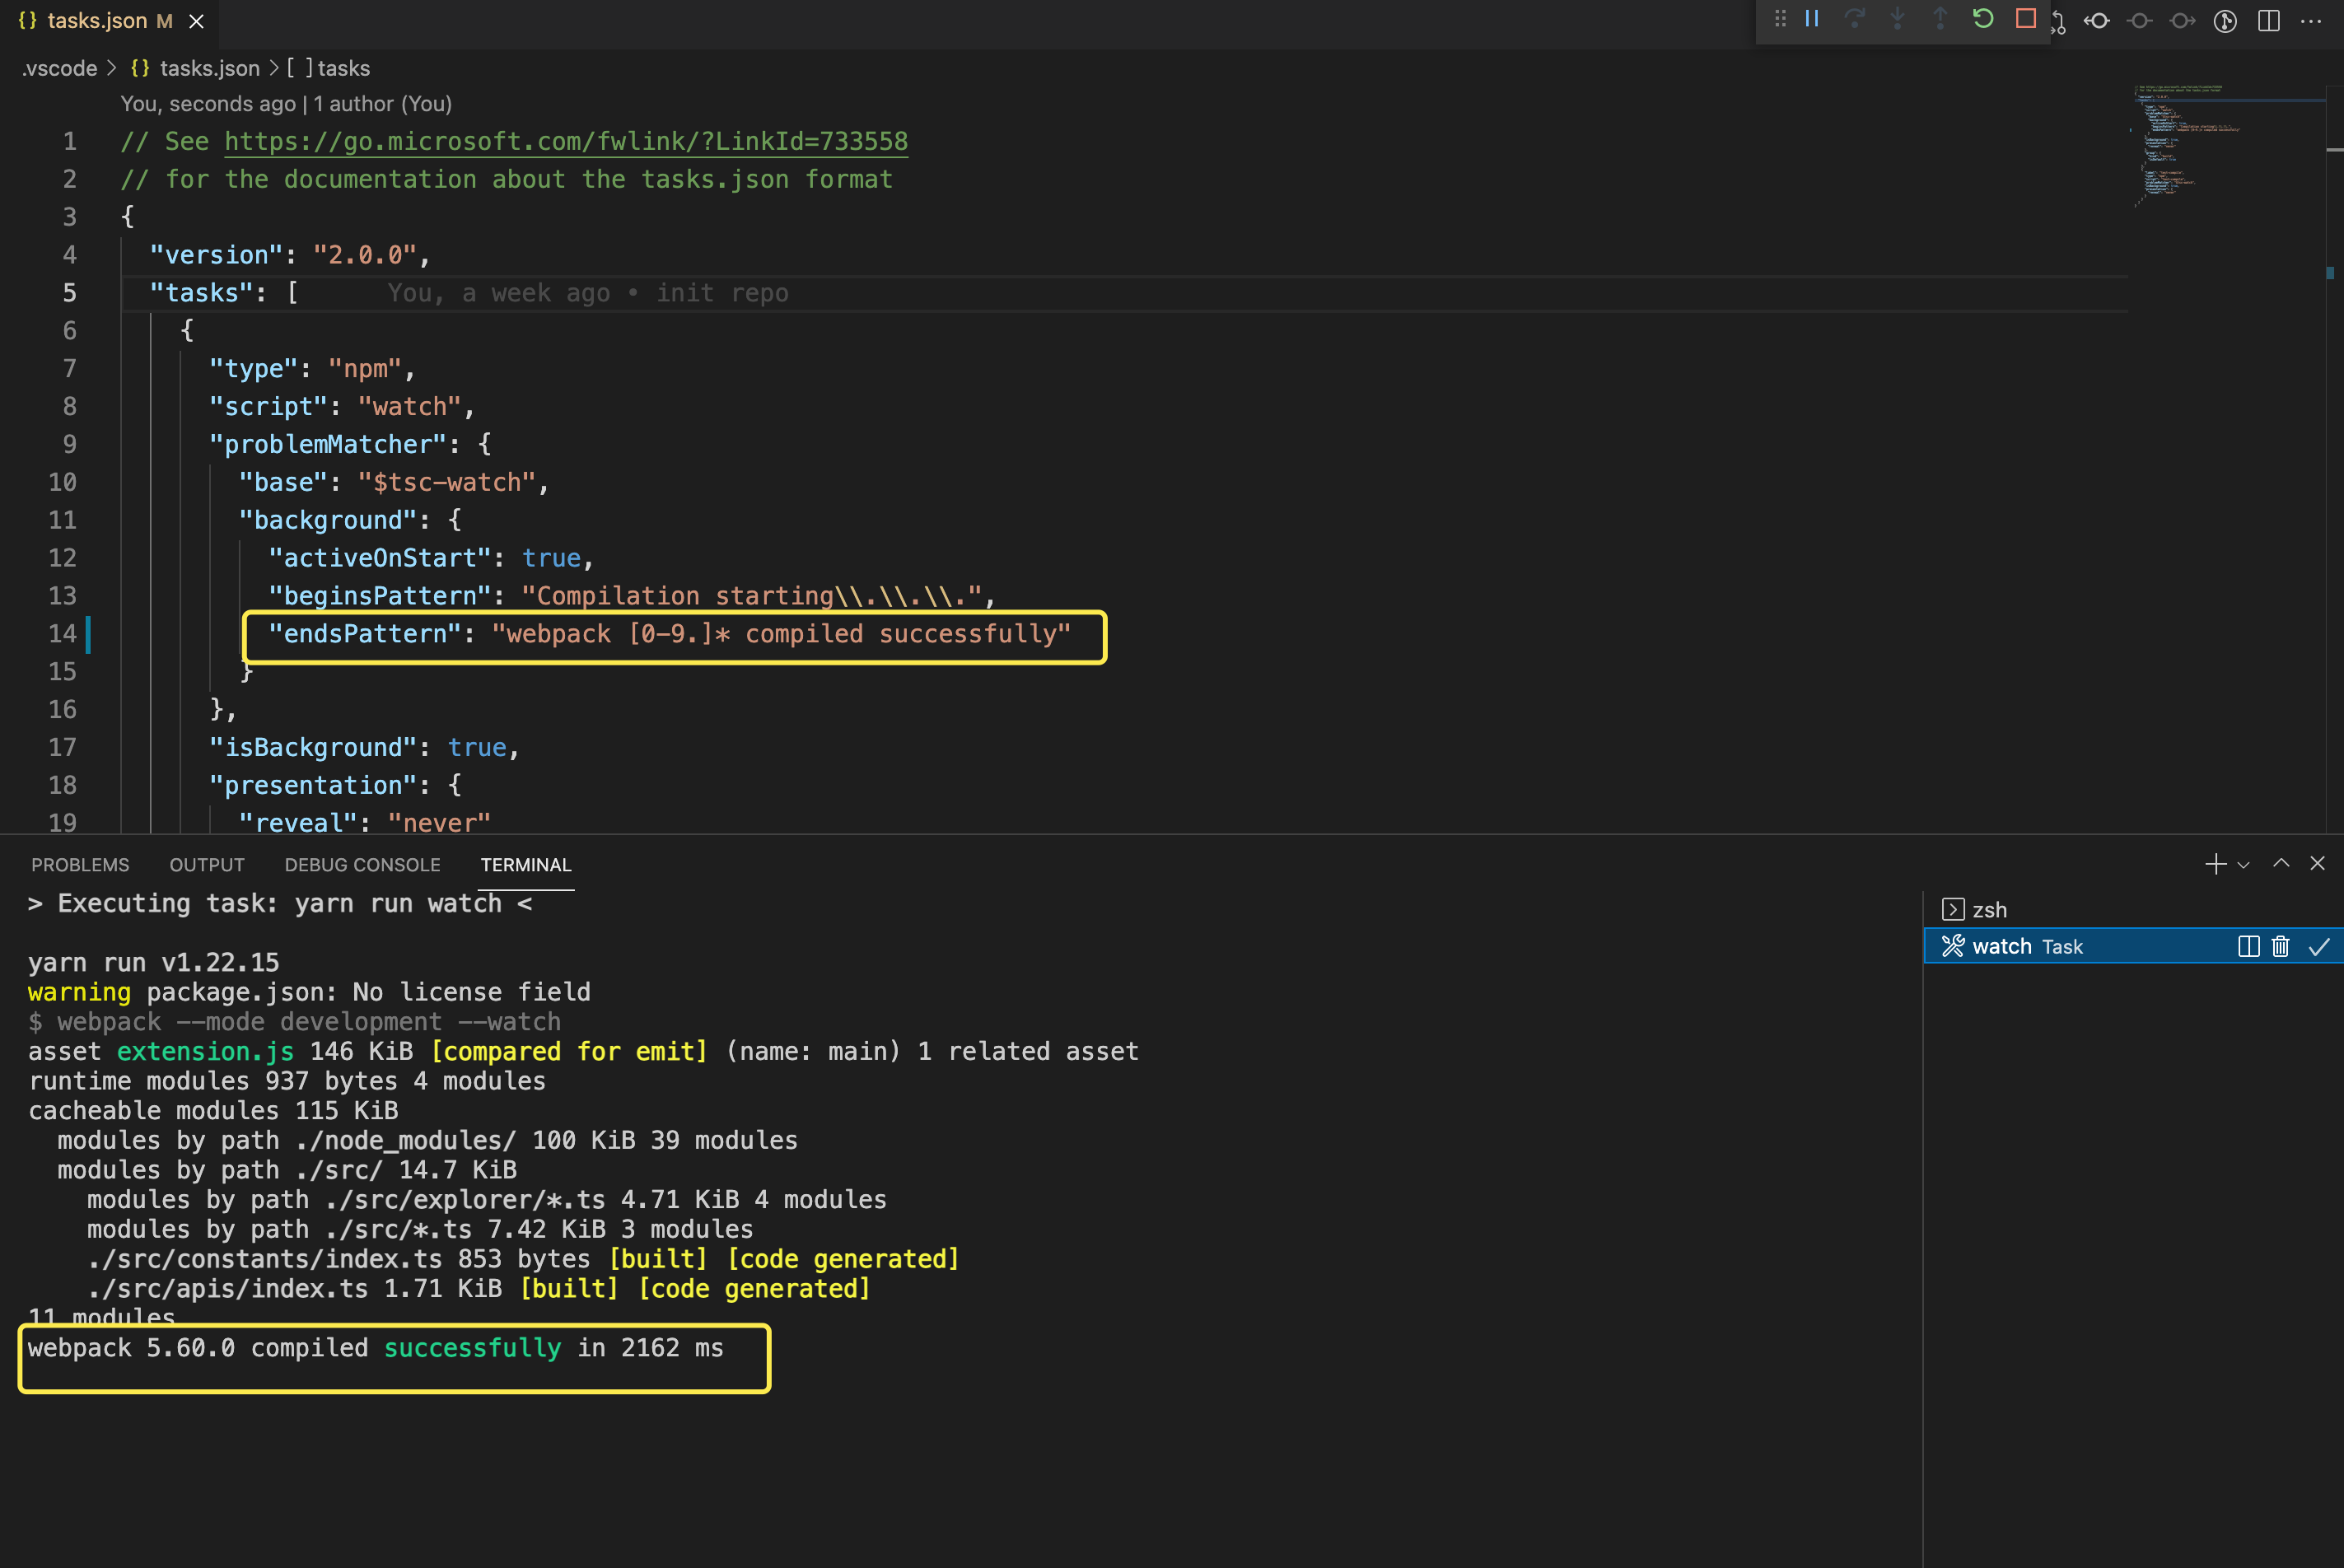 {} tasks.json M
.vscode > {} tasks.json > [ ] tasks
You, seconds ago | 1 author (You)
1 // See https://go.microsoft.com/fwlink/?LinkId=733558
2 // for the documentation about the tasks.json format
3 {
4 "version": "2.0.0",
5 "tasks": [ You, a week ago • init repo
6 {
7 "type": "npm",
8 "script": "watch",
9 "problemMatcher": {
10 "base": "$tsc-watch",
11 "background": {
12 "activeOnStart": true,
13 "beginsPattern": "Compilation starting\\.\\.\\.",
14 "endsPattern": "webpack [0-9.]* compiled successfully"
15 }
16 },
17 "isBackground": true,
18 "presentation": {
19 "reveal": "never"
PROBLEMS OUTPUT DEBUG CONSOLE TERMINAL
> Executing task: yarn run watch <
yarn run v1.22.15
warning package.json: No license field
$ webpack --mode development --watch
asset extension.js 146 KiB [compared for emit] (name: main) 1 related asset
runtime modules 937 bytes 4 modules
cacheable modules 115 KiB
modules by path ./node_modules/ 100 KiB 39 modules
modules by path ./src/ 14.7 KiB
modules by path ./src/explorer/*.ts 4.71 KiB 4 modules
modules by path ./src/*.ts 7.42 KiB 3 modules
./src/constants/index.ts 853 bytes [built] [code generated]
./src/apis/index.ts 1.71 KiB [built] [code generated]
11 modules
webpack 5.60.0 compiled successfully in 2162 ms
zsh
watch Task